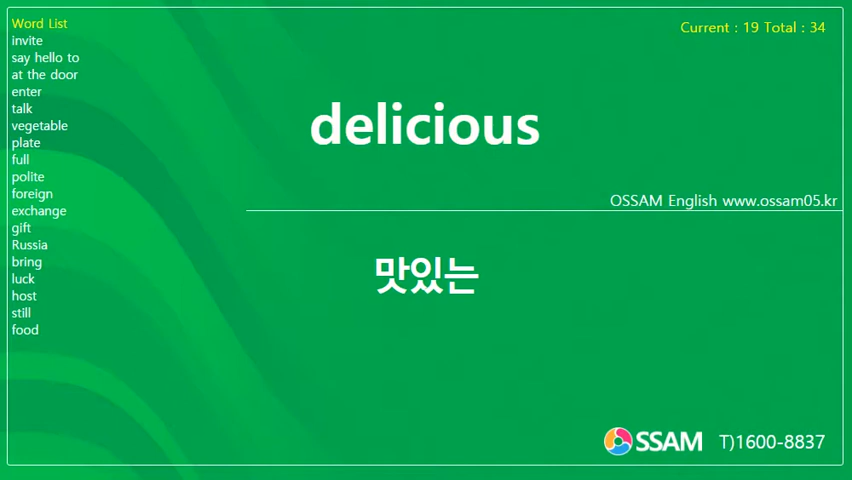 Word List
invite
say hello to
at the door
enter
talk
vegetable
plate
full
polite
foreign
exchange
gift
Russia
bring
luck
host
still
food
Current : 19 Total : 34
delicious
OSSAM English www.ossam05.kr
맛있는
OSSAM T)1600-8837